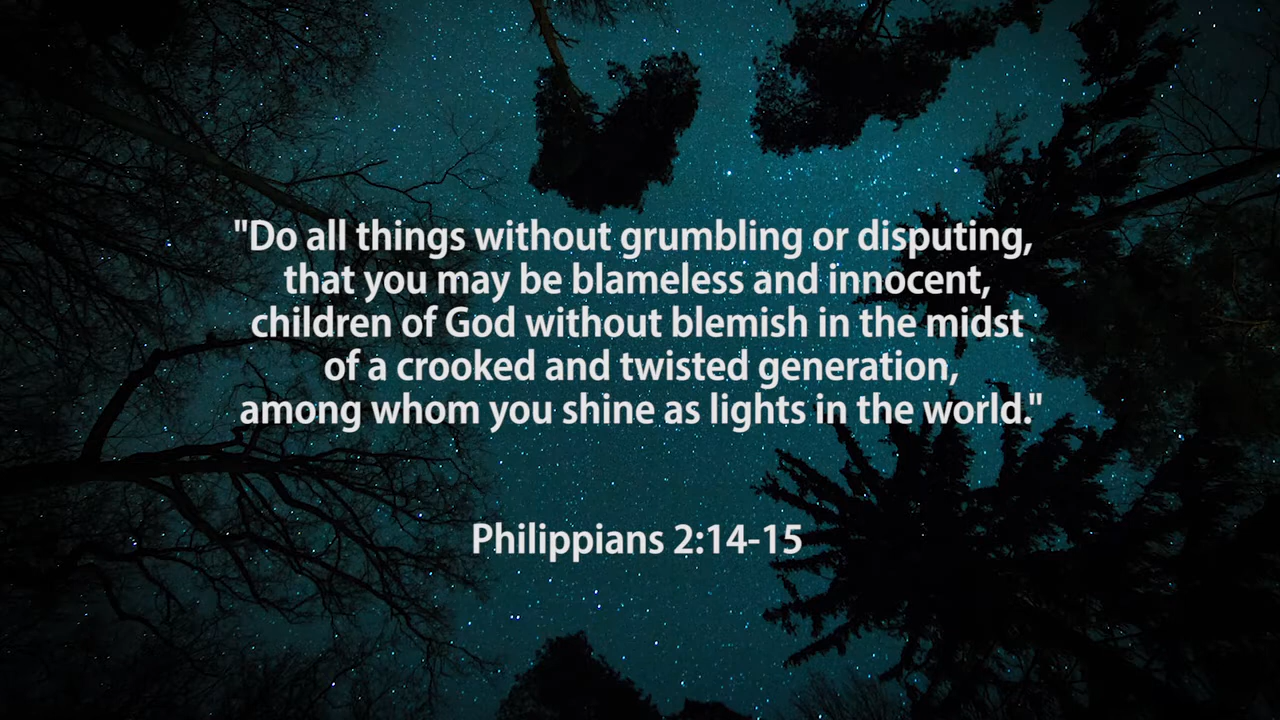 "Do all things without grumbling or disputing,
that you may be blameless and innocent,
children of God without blemish in the midst
of a crooked and twisted generation,
among whom you shine as lights in the world."
Philippians 2:14-15